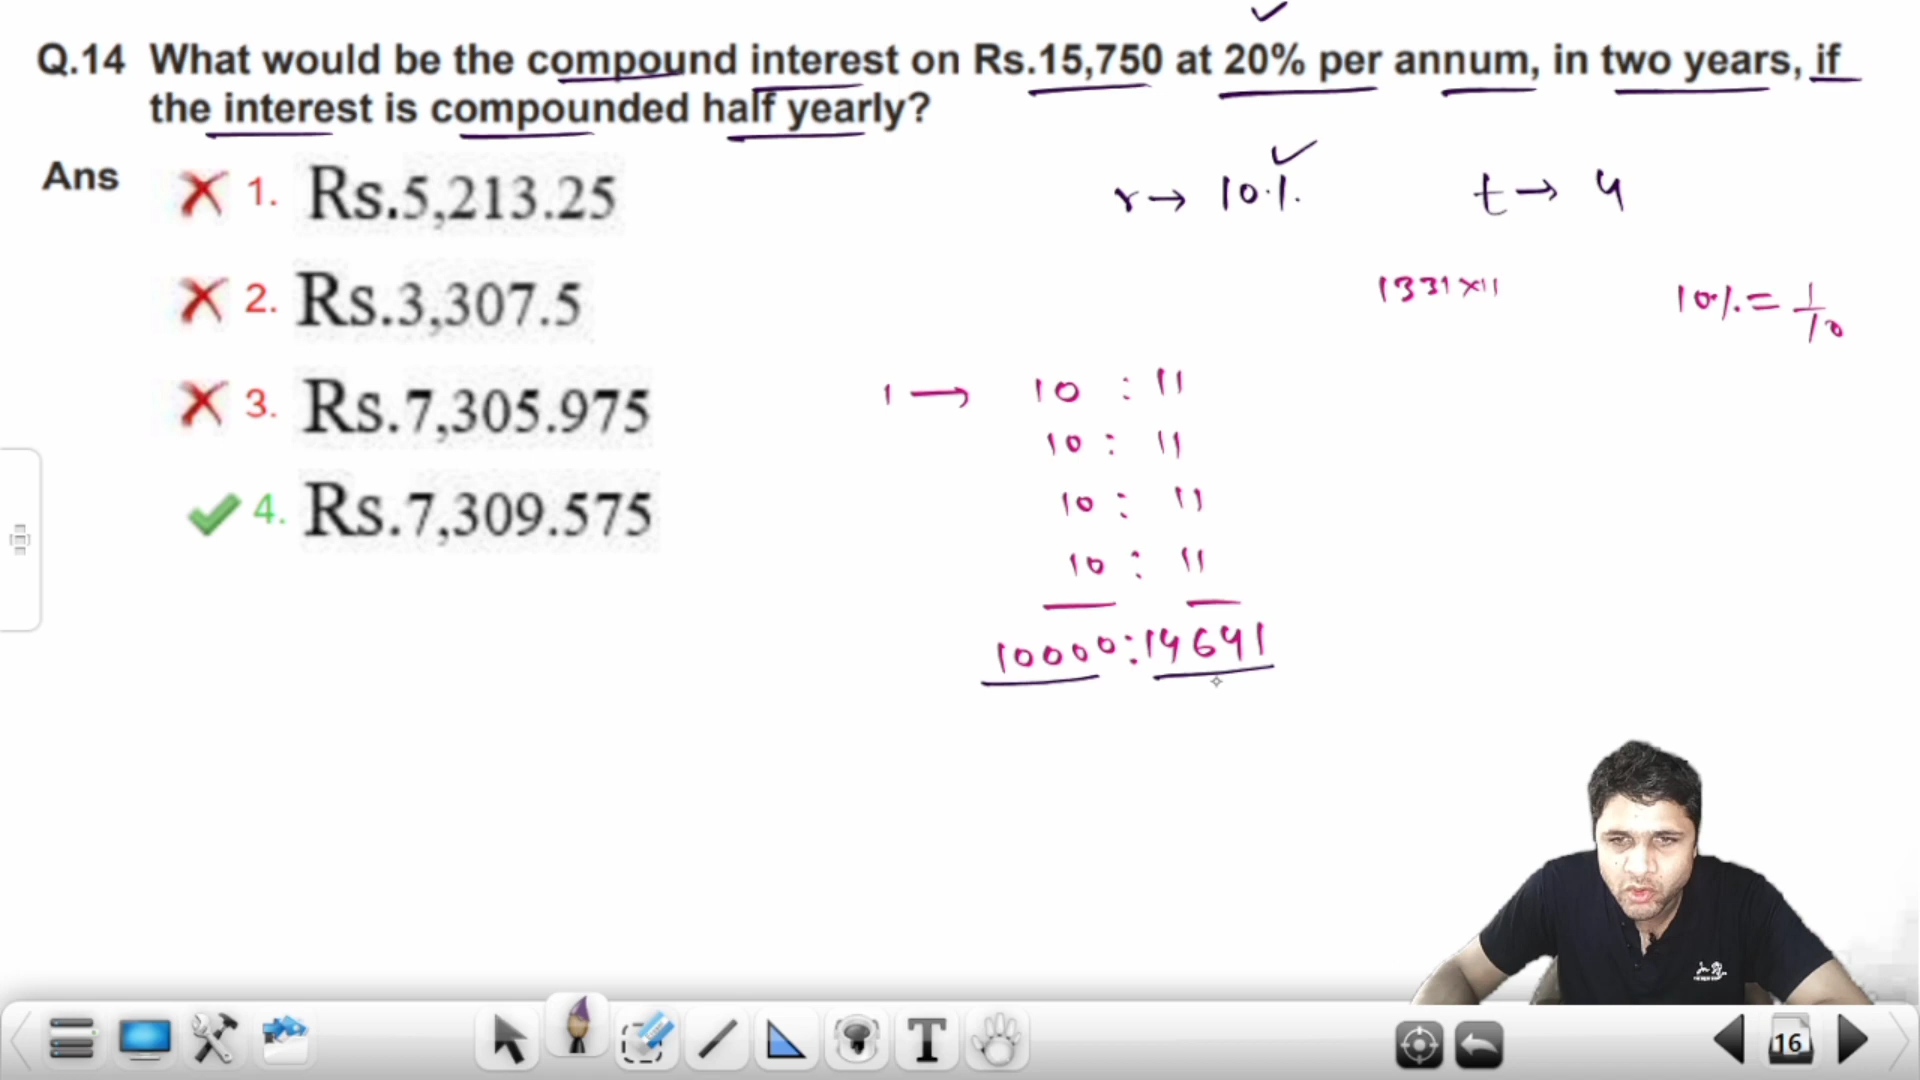 Q.14 What would be the compound interest on Rs.15,750 at 20% per annum, in two years, if
the interest is compounded half yearly?
Ans
1. Rs.5,213.25
2. Rs.3,307.5
3. Rs.7,305.975
4. Rs.7,309.575
r → 10%. t → 4
1331×11
10% = 1/10
1 → 10 : 11
10 : 11
10 : 11
10 : 11
10000:14641
T
16